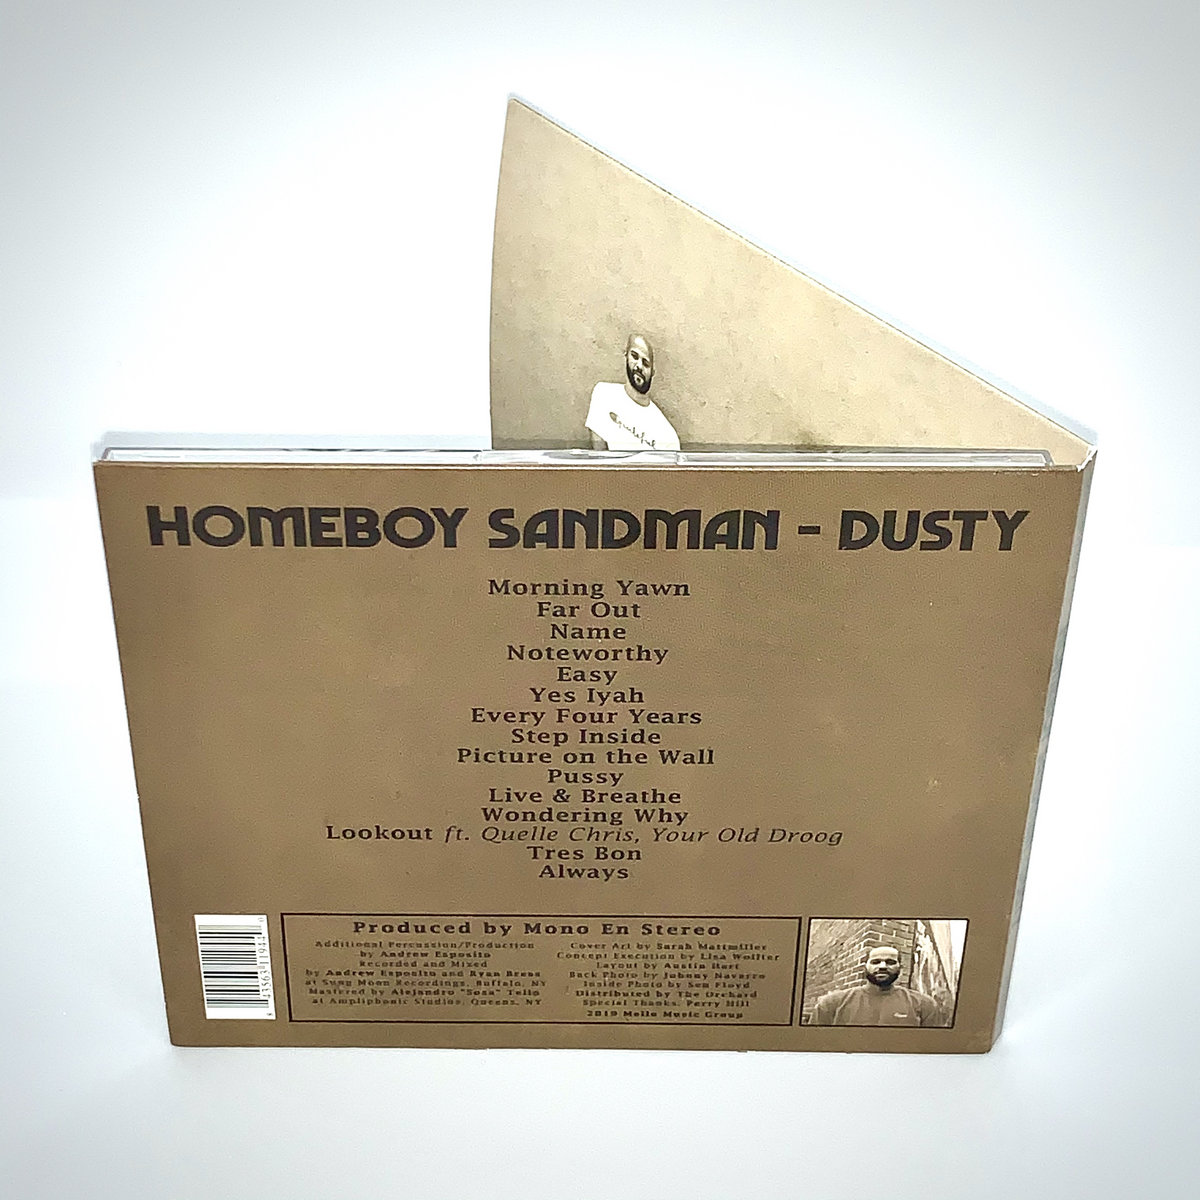 HOMEBOY SANDMAN - DUSTY
Morning Yawn
Far Out
Name
Noteworthy
Easy
Yes Iyah
Every Four Years
Step Inside
Picture on the Wall
Pussy
Live & Breathe
Wondering Why
Lookout ft. Quelle Chris, Your Old Droog
Tres Bon
Always
Produced by Mono En Stereo
Additional Percussion/Production
by Andrew Esposito
Recorded and Mixed
by Andrew Esposito and Ryan Brens
at Sung Moon Recordings, Buffalo, NY
Mastered by Alejandro "Sosa" Tello
at Ampliphonic Studios, Queens, NY
Cover Art by Sarah Mattmiller
Concept Execution by Lisa
Layout by Austin Hart
Back Photo by Johnny Navarro
Inside Photo by Sen Floyd
Distributed by The Orchard
Special Thanks, Perry Hill
2019 Mello Music Group